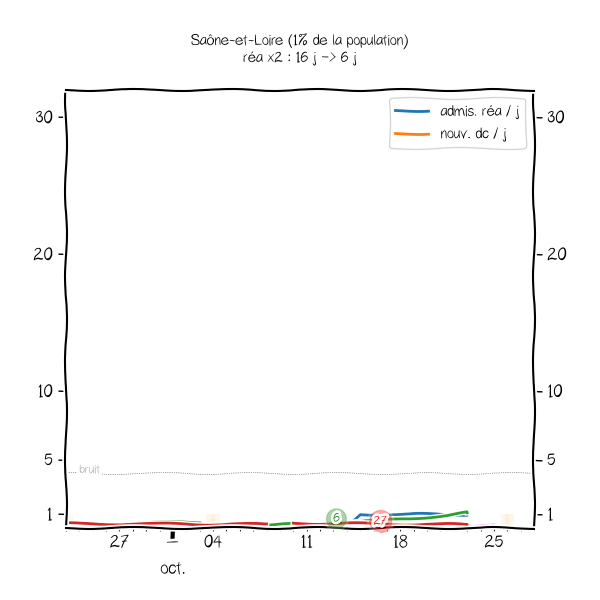 Saône-et-Loire (1% de la population)
réa x2 : 16 j -> 6 j
admis. réa / j
nouv. dc / j
30 30
20 20
10 10
5 5
bruit
1 1
6 27
27 04 11 18 25
oct.